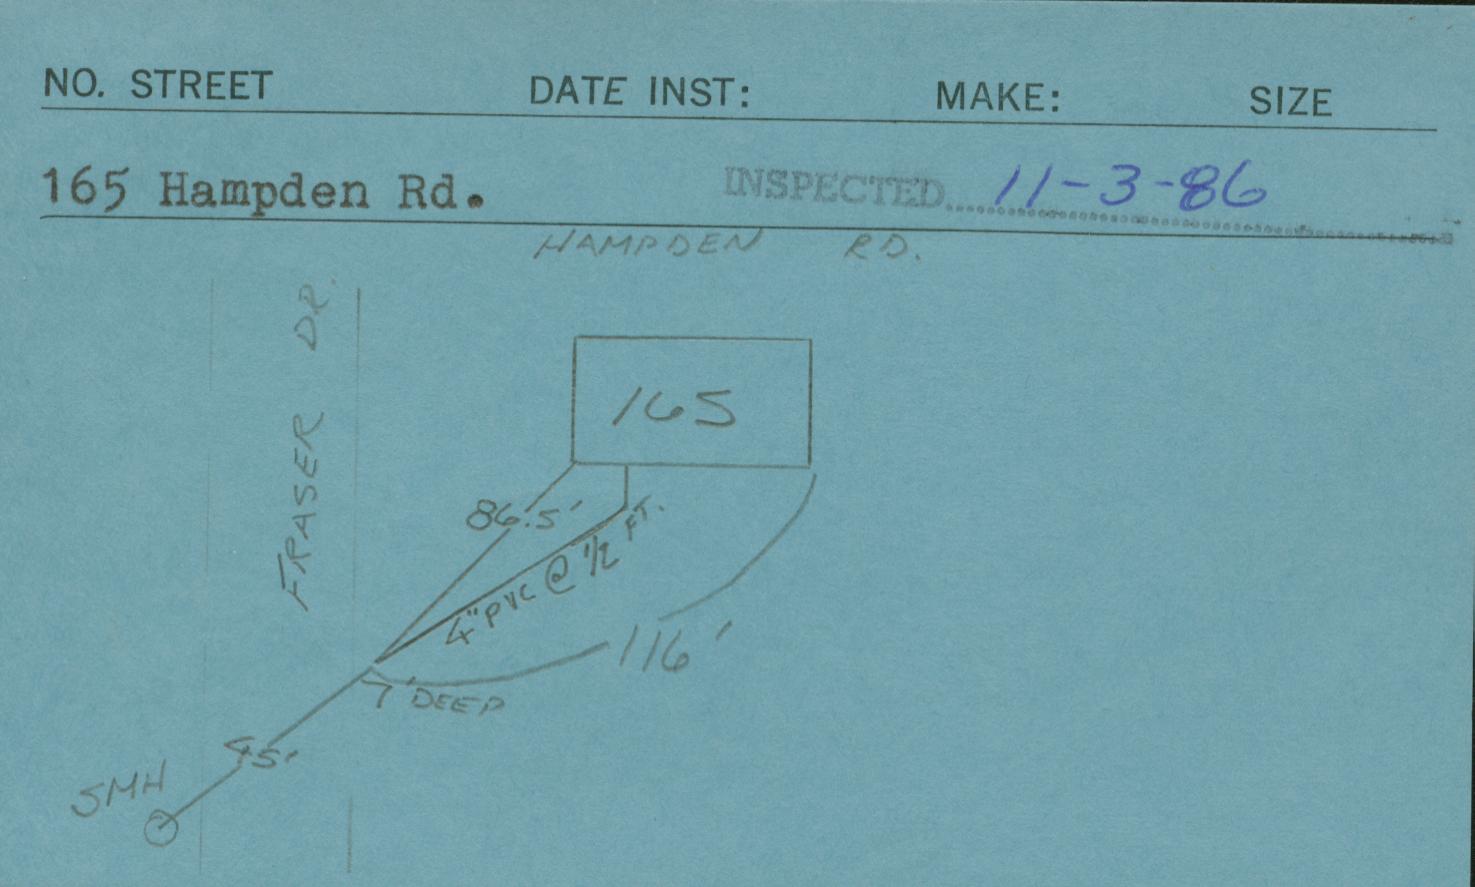 NO. STREET DATE INST: MAKE: SIZE
165 Hampden Rd. INSPECTED 11-3-86
HAMPDEN RD.
FRASER DR.
165
86.5'
4" PVC @ 1/2 FT.
116'
7' DEEP
45'
SMH